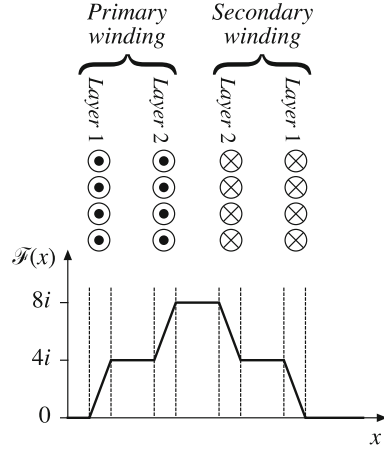 Primary Secondary
winding winding
Layer 1 Layer 2 Layer 2 Layer 1
ℱ(x)
8i
4i
0
x